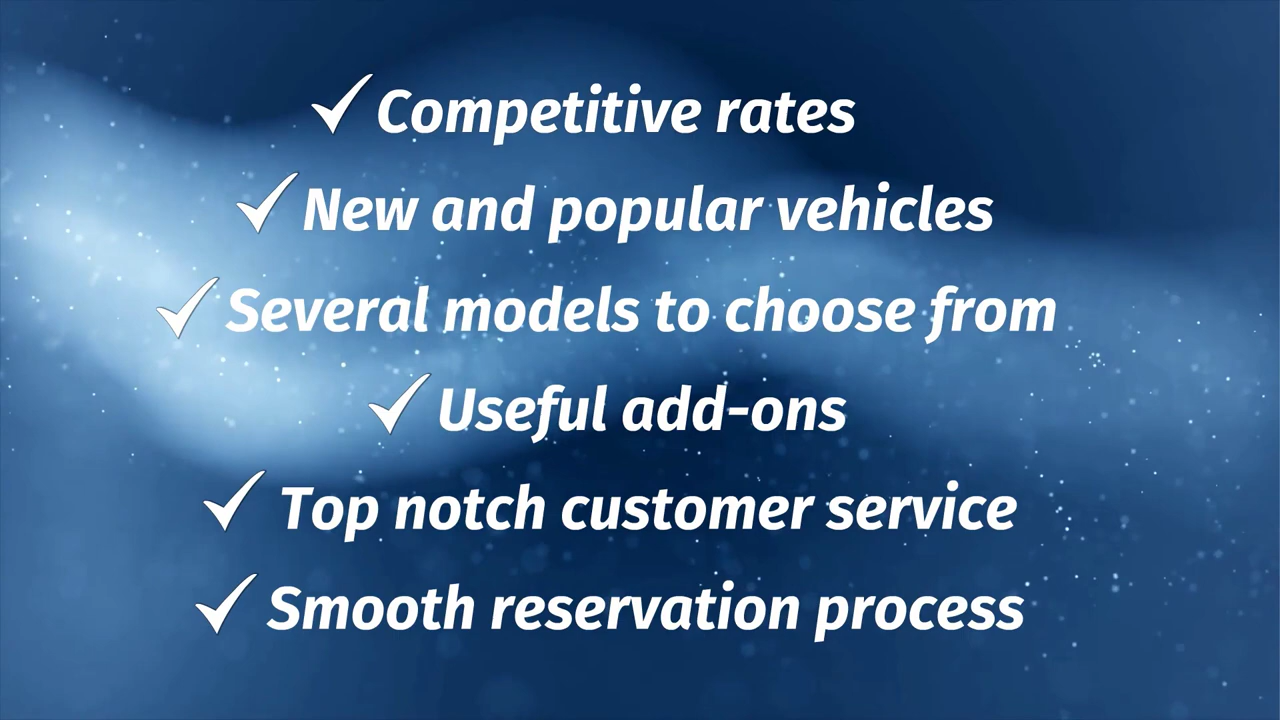 ✓ Competitive rates
✓ New and popular vehicles
✓ Several models to choose from
✓ Useful add-ons
✓ Top notch customer service
✓ Smooth reservation process